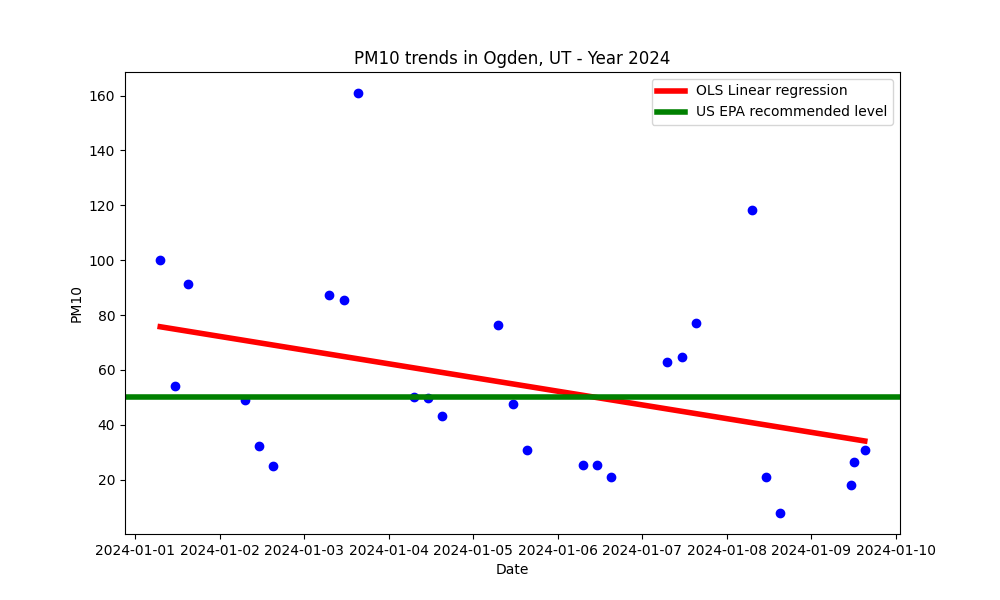 PM10 trends in Ogden, UT - Year 2024
OLS Linear regression
US EPA recommended level
160
140
120
100
80
60
40
20
PM10
2024-01-01 2024-01-02 2024-01-03 2024-01-04 2024-01-05 2024-01-06 2024-01-07 2024-01-08 2024-01-09 2024-01-10
Date